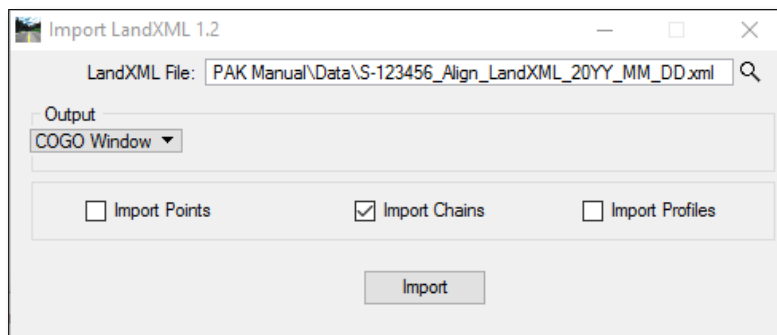 Import LandXML 1.2
LandXML File: PAK Manual\Data\S-123456_Align_LandXML_20YY_MM_DD.xml
Output
COGO Window
Import Points Import Chains Import Profiles
Import